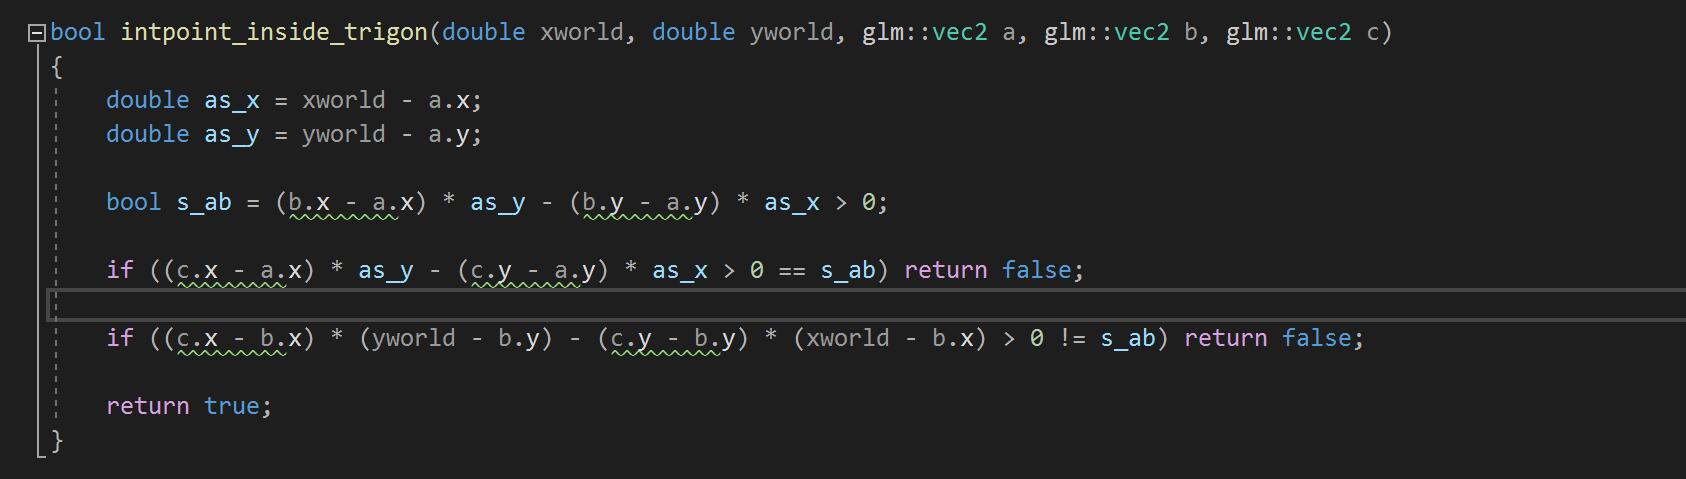 bool intpoint_inside_trigon(double xworld, double yworld, glm::vec2 a, glm::vec2 b, glm::vec2 c)
{
    double as_x = xworld - a.x;
    double as_y = yworld - a.y;

    bool s_ab = (b.x - a.x) * as_y - (b.y - a.y) * as_x > 0;

    if ((c.x - a.x) * as_y - (c.y - a.y) * as_x > 0 == s_ab) return false;

    if ((c.x - b.x) * (yworld - b.y) - (c.y - b.y) * (xworld - b.x) > 0 != s_ab) return false;

    return true;
}